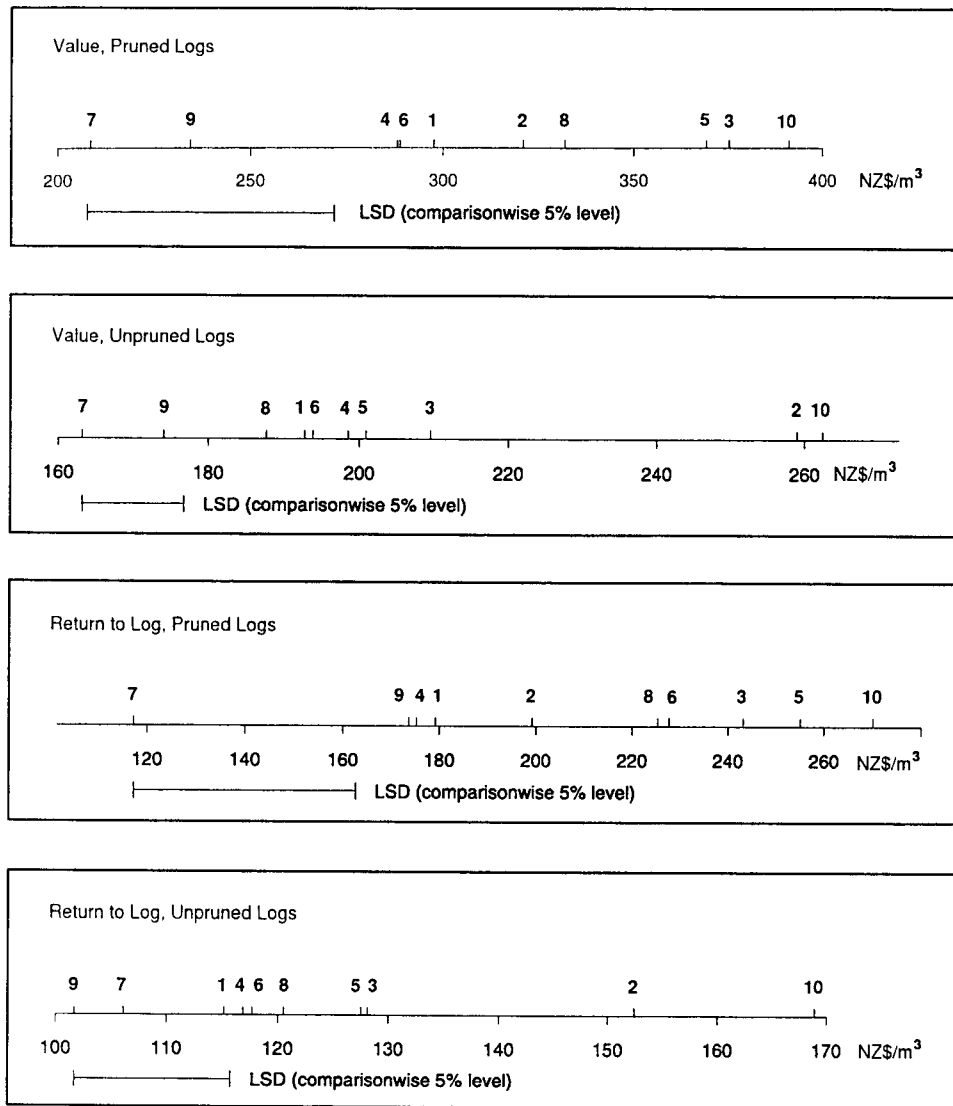 Value, Pruned Logs
7 9 4 6 1 2 8 5 3 10
200 250 300 350 400 NZ$/m³
LSD (comparisonwise 5% level)
Value, Unpruned Logs
7 9 8 1 6 4 5 3 2 10
160 180 200 220 240 260 NZ$/m³
LSD (comparisonwise 5% level)
Return to Log, Pruned Logs
7 9 4 1 2 8 6 3 5 10
120 140 160 180 200 220 240 260 NZ$/m³
LSD (comparisonwise 5% level)
Return to Log, Unpruned Logs
9 7 1 4 6 8 5 3 2 10
100 110 120 130 140 150 160 170 NZ$/m³
LSD (comparisonwise 5% level)